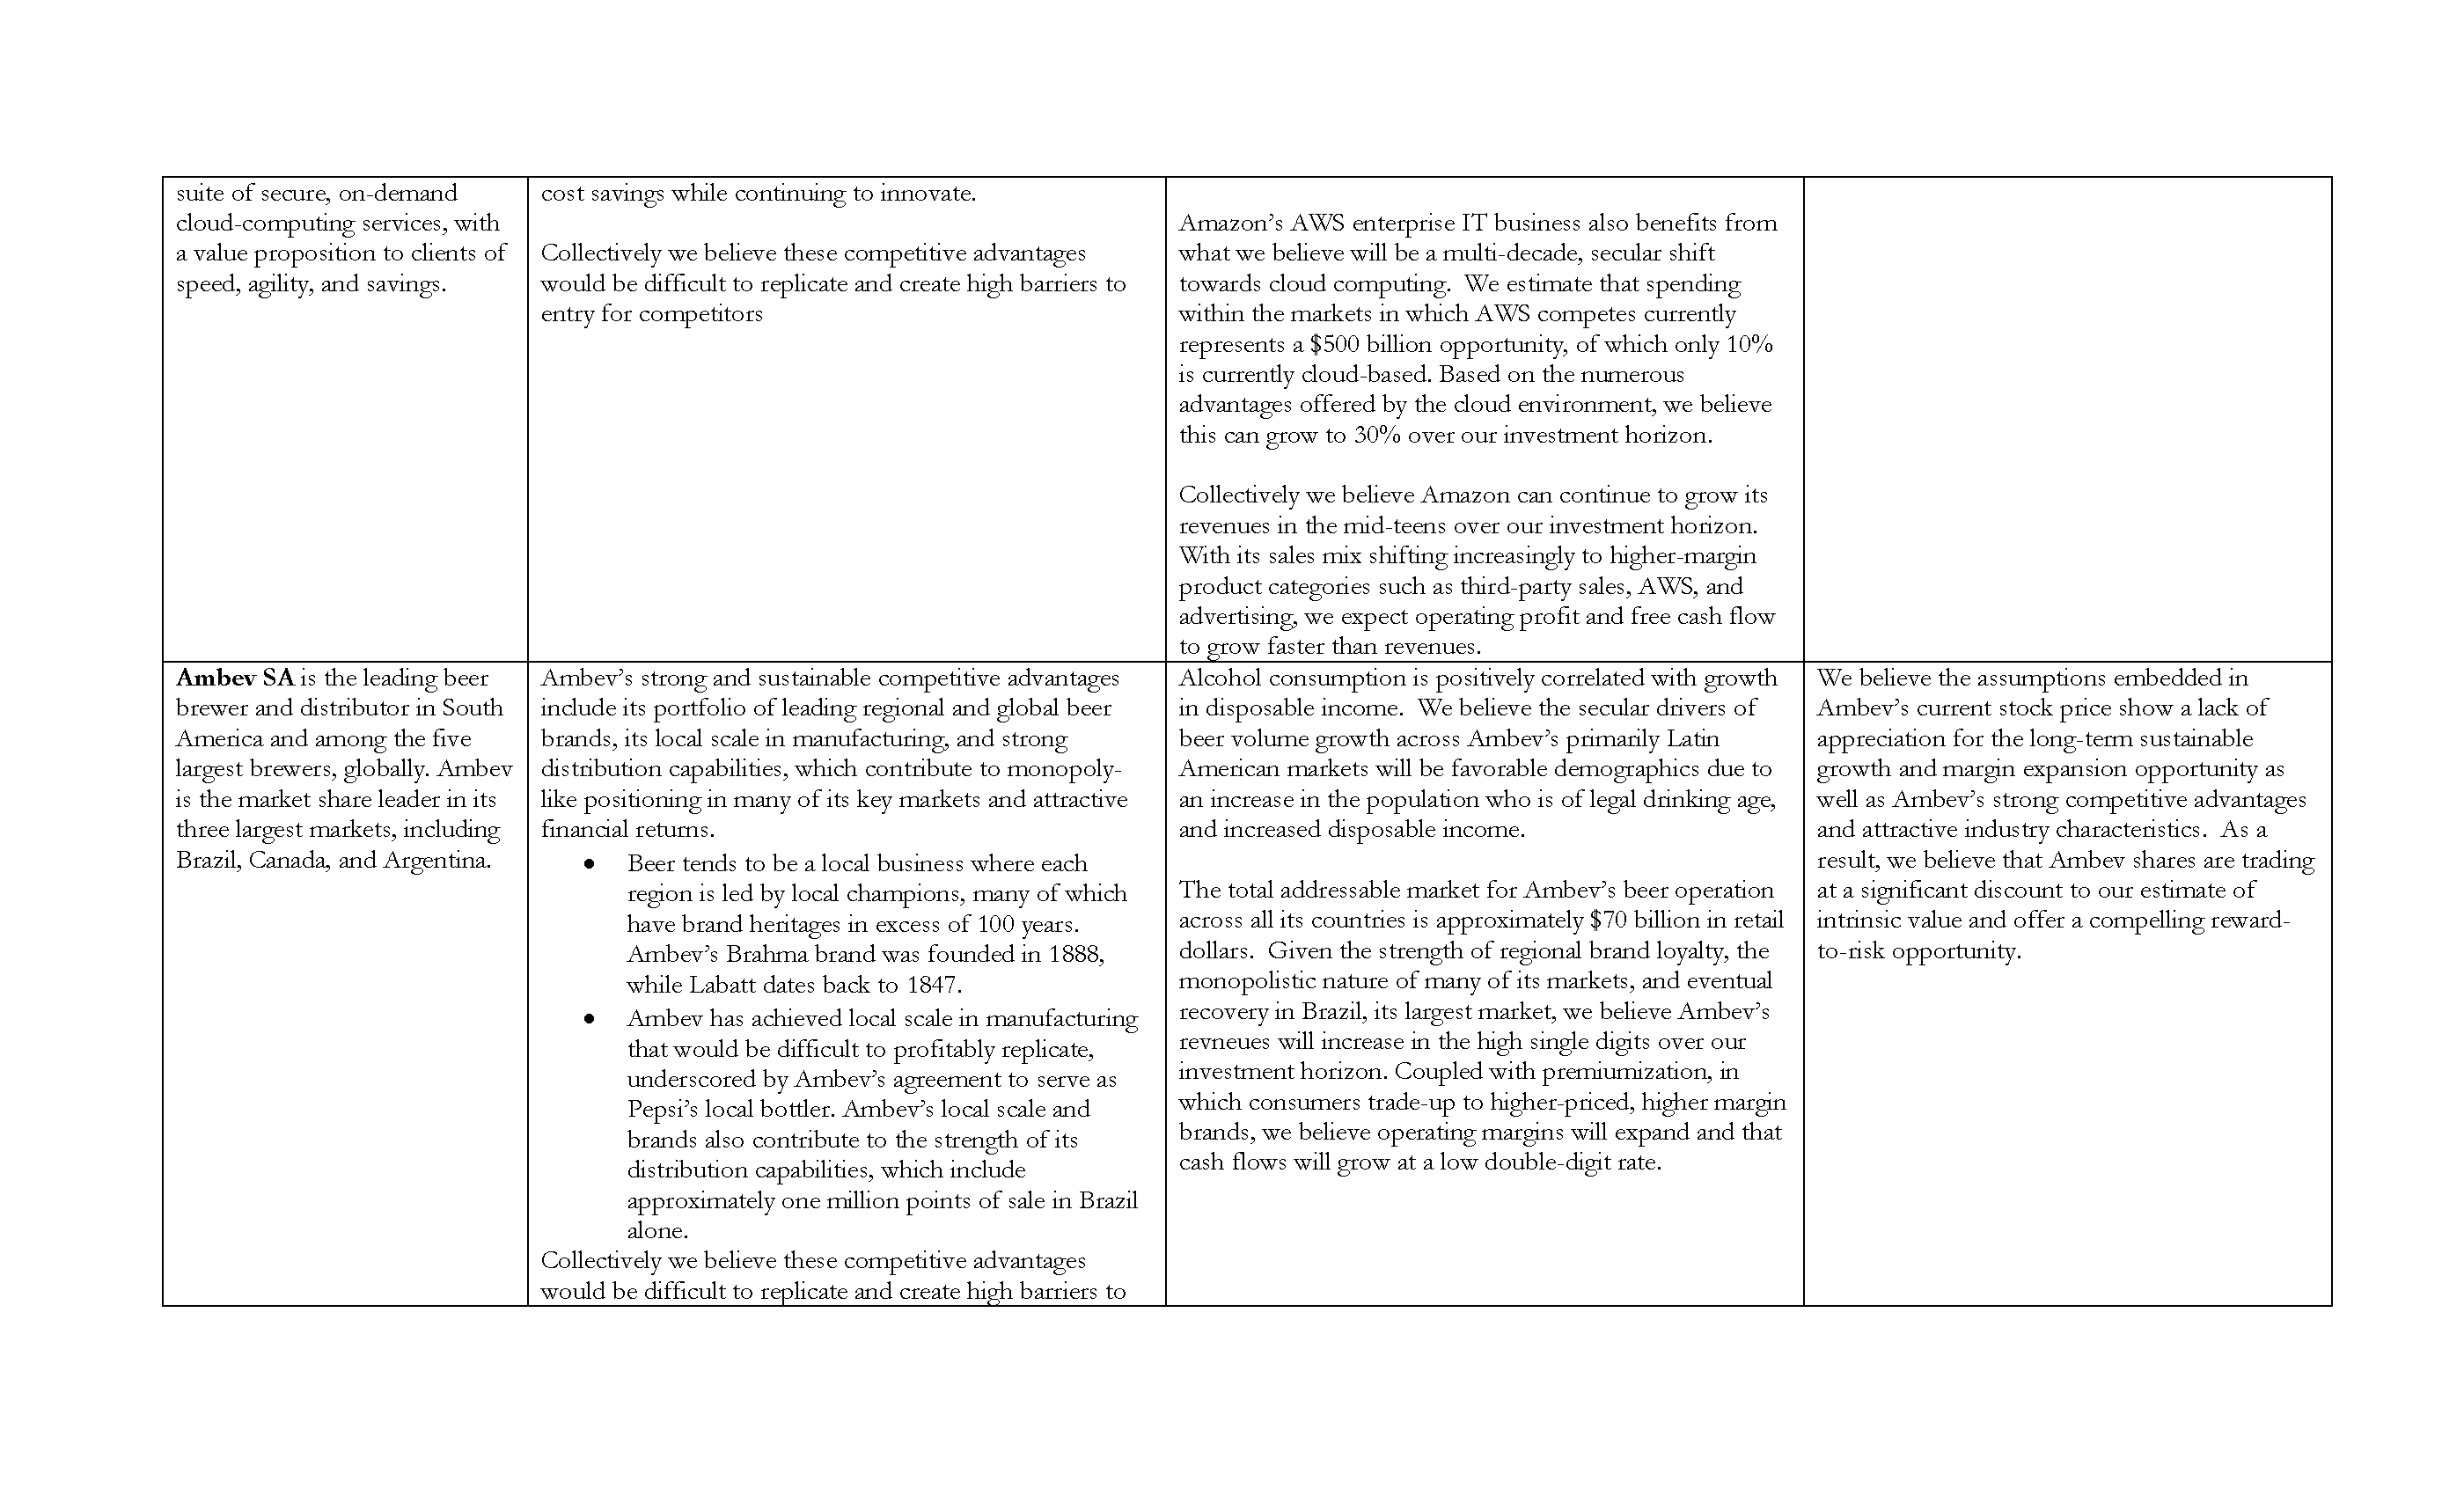 suite of secure, on-demand
cloud-computing services, with
a value proposition to clients of
speed, agility, and savings.
cost savings while continuing to innovate.
Collectively we believe these competitive advantages
would be difficult to replicate and create high barriers to
entry for competitors
Amazon’s AWS enterprise IT business also benefits from
what we believe will be a multi-decade, secular shift
towards cloud computing.  We estimate that spending
within the markets in which AWS competes currently
represents a $500 billion opportunity, of which only 10%
is currently cloud-based. Based on the numerous
advantages offered by the cloud environment, we believe
this can grow to 30% over our investment horizon.
Collectively we believe Amazon can continue to grow its
revenues in the mid-teens over our investment horizon.
With its sales mix shifting increasingly to higher-margin
product categories such as third-party sales, AWS, and
advertising, we expect operating profit and free cash flow
to grow faster than revenues.
Ambev SA is the leading beer
brewer and distributor in South
America and among the five
largest brewers, globally. Ambev
is the market share leader in its
three largest markets, including
Brazil, Canada, and Argentina.
Ambev’s strong and sustainable competitive advantages
include its portfolio of leading regional and global beer
brands, its local scale in manufacturing, and strong
distribution capabilities, which contribute to monopoly-
like positioning in many of its key markets and attractive
financial returns.
• Beer tends to be a local business where each
region is led by local champions, many of which
have brand heritages in excess of 100 years.
Ambev’s Brahma brand was founded in 1888,
while Labatt dates back to 1847.
• Ambev has achieved local scale in manufacturing
that would be difficult to profitably replicate,
underscored by Ambev’s agreement to serve as
Pepsi’s local bottler. Ambev’s local scale and
brands also contribute to the strength of its
distribution capabilities, which include
approximately one million points of sale in Brazil
alone.
Collectively we believe these competitive advantages
would be difficult to replicate and create high barriers to
Alcohol consumption is positively correlated with growth
in disposable income.  We believe the secular drivers of
beer volume growth across Ambev’s primarily Latin
American markets will be favorable demographics due to
an increase in the population who is of legal drinking age,
and increased disposable income.
The total addressable market for Ambev’s beer operation
across all its countries is approximately $70 billion in retail
dollars.  Given the strength of regional brand loyalty, the
monopolistic nature of many of its markets, and eventual
recovery in Brazil, its largest market, we believe Ambev’s
revneues will increase in the high single digits over our
investment horizon. Coupled with premiumization, in
which consumers trade-up to higher-priced, higher margin
brands, we believe operating margins will expand and that
cash flows will grow at a low double-digit rate.
We believe the assumptions embedded in
Ambev’s current stock price show a lack of
appreciation for the long-term sustainable
growth and margin expansion opportunity as
well as Ambev’s strong competitive advantages
and attractive industry characteristics.  As a
result, we believe that Ambev shares are trading
at a significant discount to our estimate of
intrinsic value and offer a compelling reward-
to-risk opportunity.